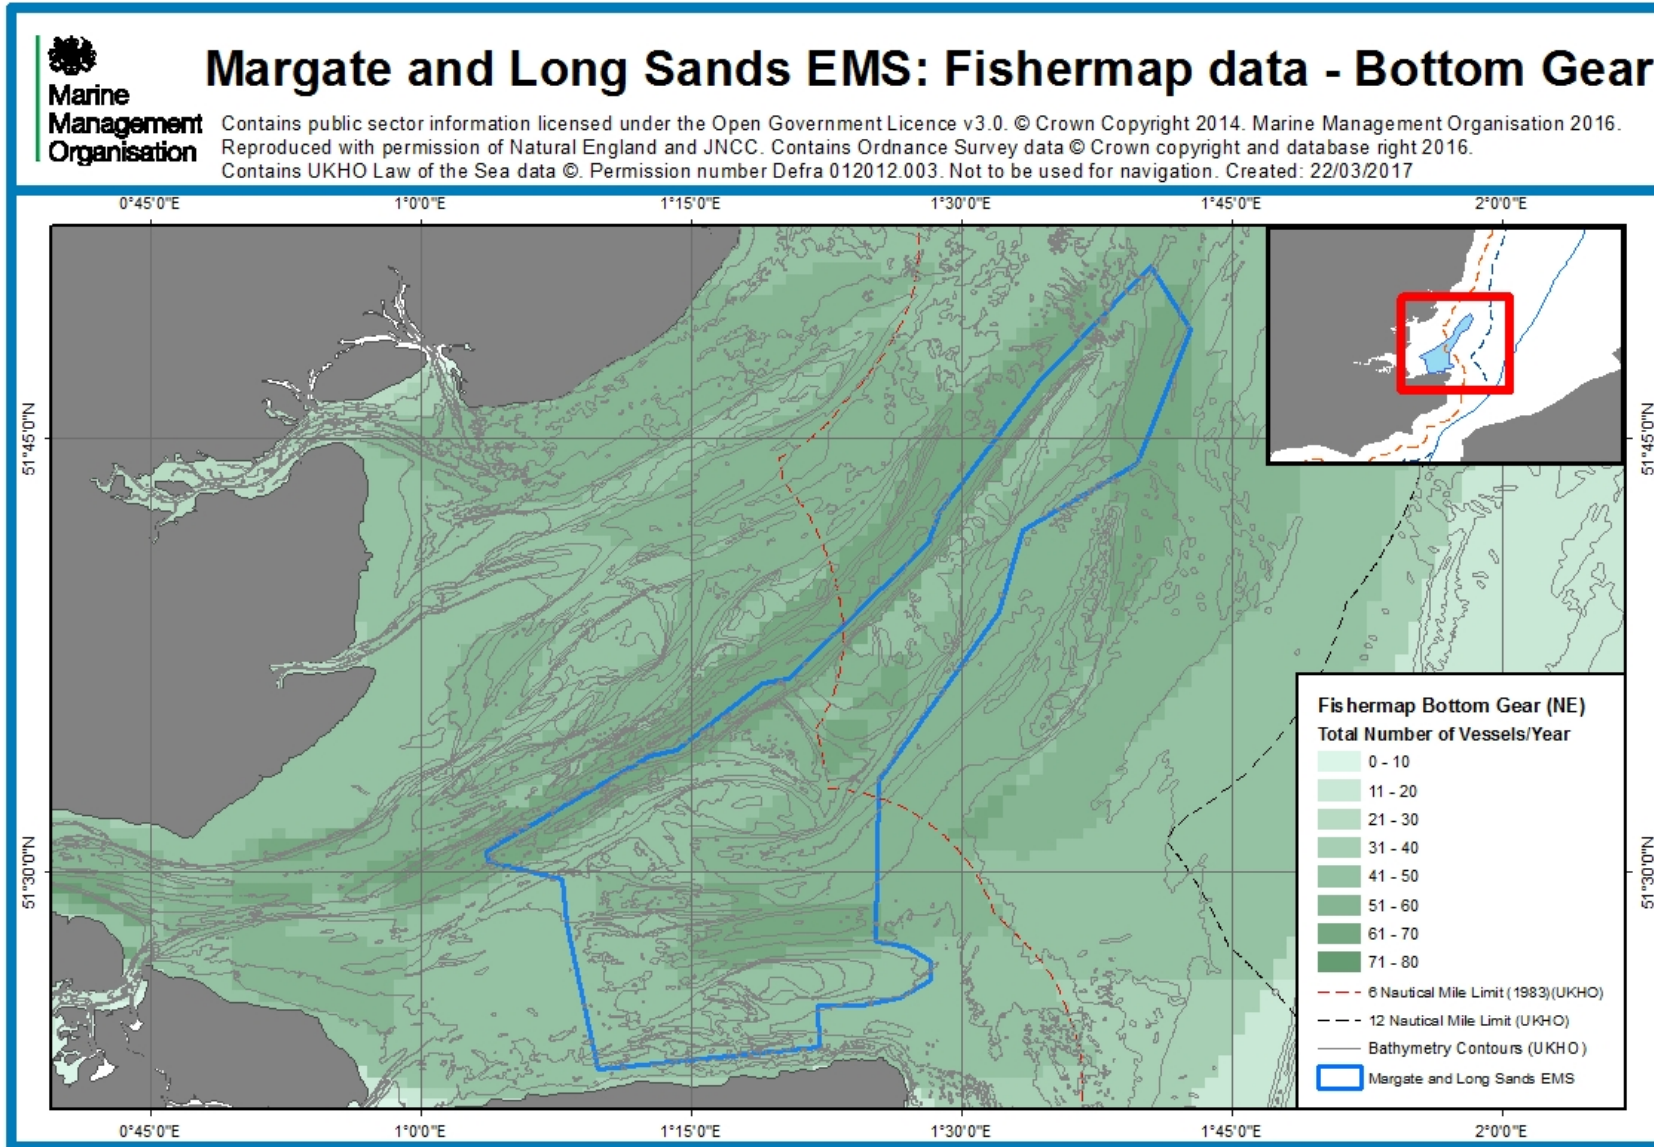 Margate and Long Sands EMS: Fishermap data - Bottom Gear
Marine
Management
Organisation
Contains public sector information licensed under the Open Government Licence v3.0. © Crown Copyright 2014. Marine Management Organisation 2016.
Reproduced with permission of Natural England and JNCC. Contains Ordnance Survey data © Crown copyright and database right 2016.
Contains UKHO Law of the Sea data ©. Permission number Defra 012012.003. Not to be used for navigation. Created: 22/03/2017
0°45'0"E 1°0'0"E 1°15'0"E 1°30'0"E 1°45'0"E 2°0'0"E
51°45'0"N 51°45'0"N
51°30'0"N 51°30'0"N
Fishermap Bottom Gear (NE)
Total Number of Vessels/Year
0 - 10
11 - 20
21 - 30
31 - 40
41 - 50
51 - 60
61 - 70
71 - 80
6 Nautical Mile Limit (1983)(UKHO)
12 Nautical Mile Limit (UKHO)
Bathymetry Contours (UKHO)
Margate and Long Sands EMS
0°45'0"E 1°0'0"E 1°15'0"E 1°30'0"E 1°45'0"E 2°0'0"E